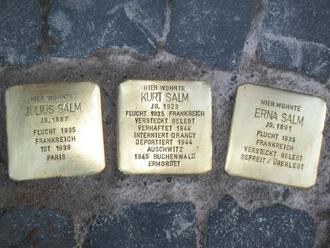 HIER WOHNTE
JULIUS SALM
JG. 1887
FLUCHT 1935
FRANKREICH
TOT 1939
PARIS
HIER WOHNTE
KURT SALM
JG. 1923
FLUCHT 1935 FRANKREICH
VERSTECKT GELEBT
VERHAFTET 1944
INTERNIERT DRANCY
DEPORTIERT 1944
AUSCHWITZ
1945 BUCHENWALD
ERMORDET
HIER WOHNTE
ERNA SALM
JG. 1891
FLUCHT 1935
FRANKREICH
VERSTECKT GELEBT
BEFREIT / ÜBERLEBT